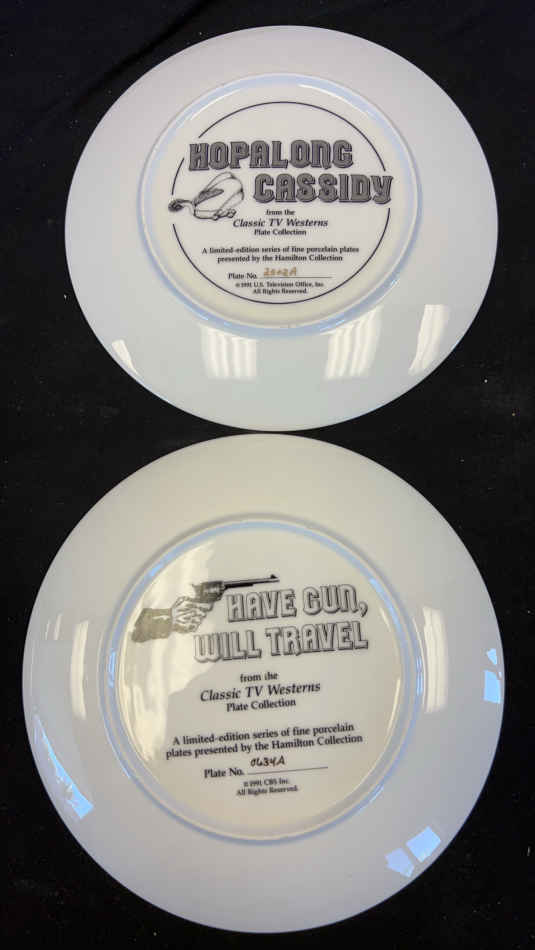 HOPALONG
CASSIDY
from the
Classic TV Westerns
Plate Collection
A limited-edition series of fine porcelain plates
presented by the Hamilton Collection
Plate No. 2002A
©1991 U.S. Television Office, Inc.
All Rights Reserved.
HAVE GUN,
WILL TRAVEL
from the
Classic TV Westerns
Plate Collection
A limited-edition series of fine porcelain
plates presented by the Hamilton Collection
Plate No. 0634A
©1991 CBS Inc.
All Rights Reserved.